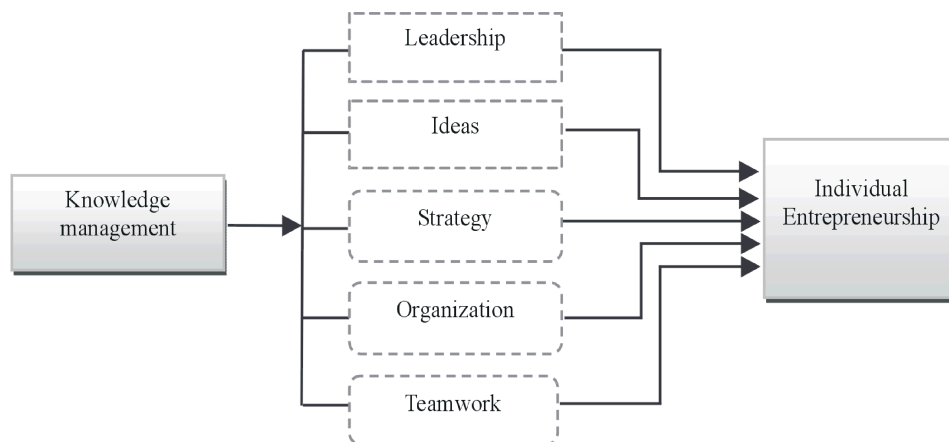 Leadership
Ideas
Knowledge
management
Strategy
Individual
Entrepreneurship
Organization
Teamwork